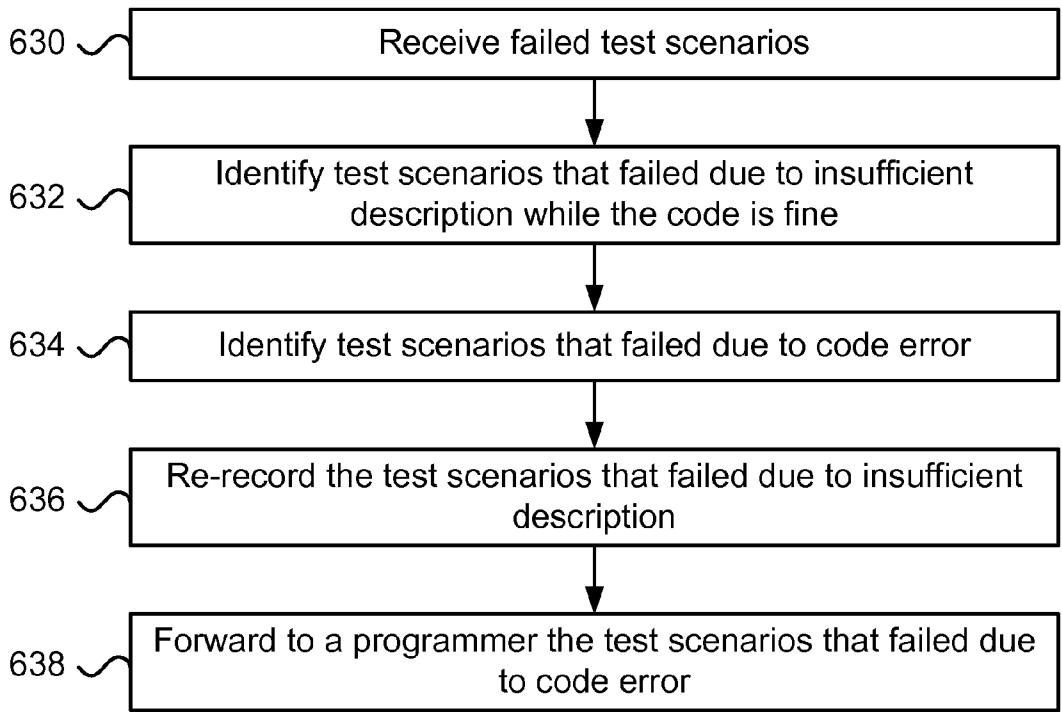 630
Receive failed test scenarios
632
Identify test scenarios that failed due to insufficient
description while the code is fine
634
Identify test scenarios that failed due to code error
636
Re-record the test scenarios that failed due to insufficient
description
638
Forward to a programmer the test scenarios that failed due
to code error